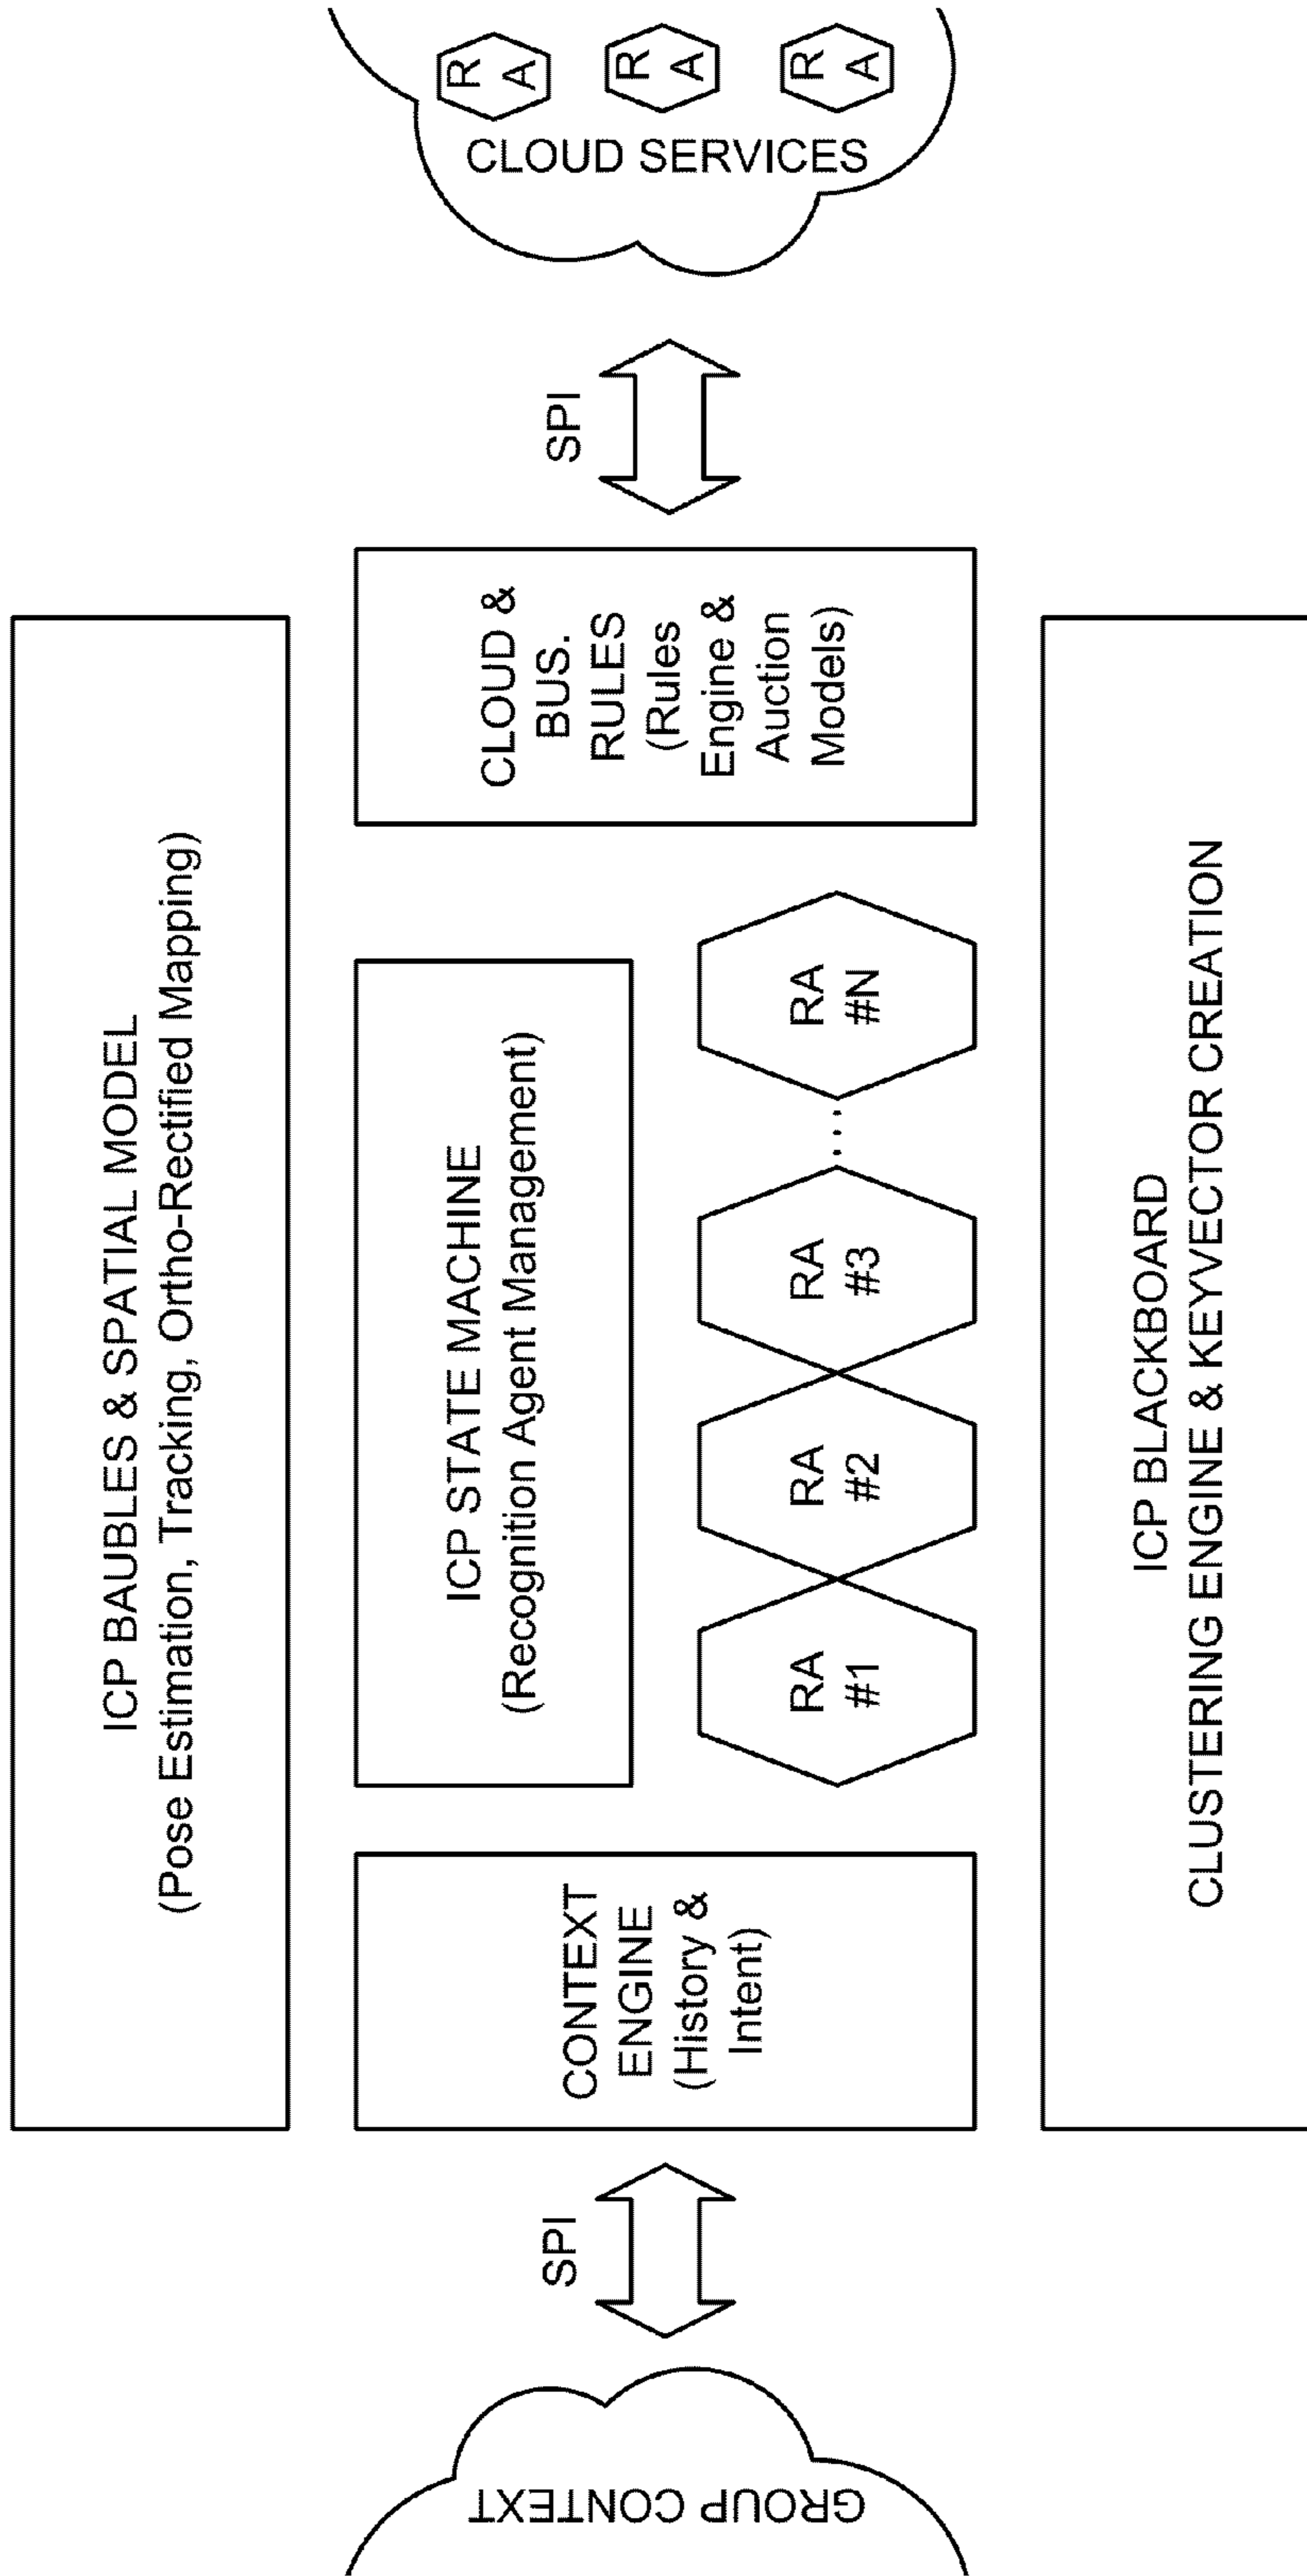 ICP BAUBLES & SPATIAL MODEL
(Pose Estimation, Tracking, Ortho-Rectified Mapping)
GROUP CONTEXT
SPI
CONTEXT
ENGINE
(History &
Intent)
ICP STATE MACHINE
(Recognition Agent Management)
RA
#1
RA
#2
RA
#3
....
RA
#N
CLOUD &
BUS.
RULES
(Rules
Engine &
Auction
Models)
SPI
CLOUD SERVICES
R
A
R
A
R
A
ICP BLACKBOARD
CLUSTERING ENGINE & KEYVECTOR CREATION